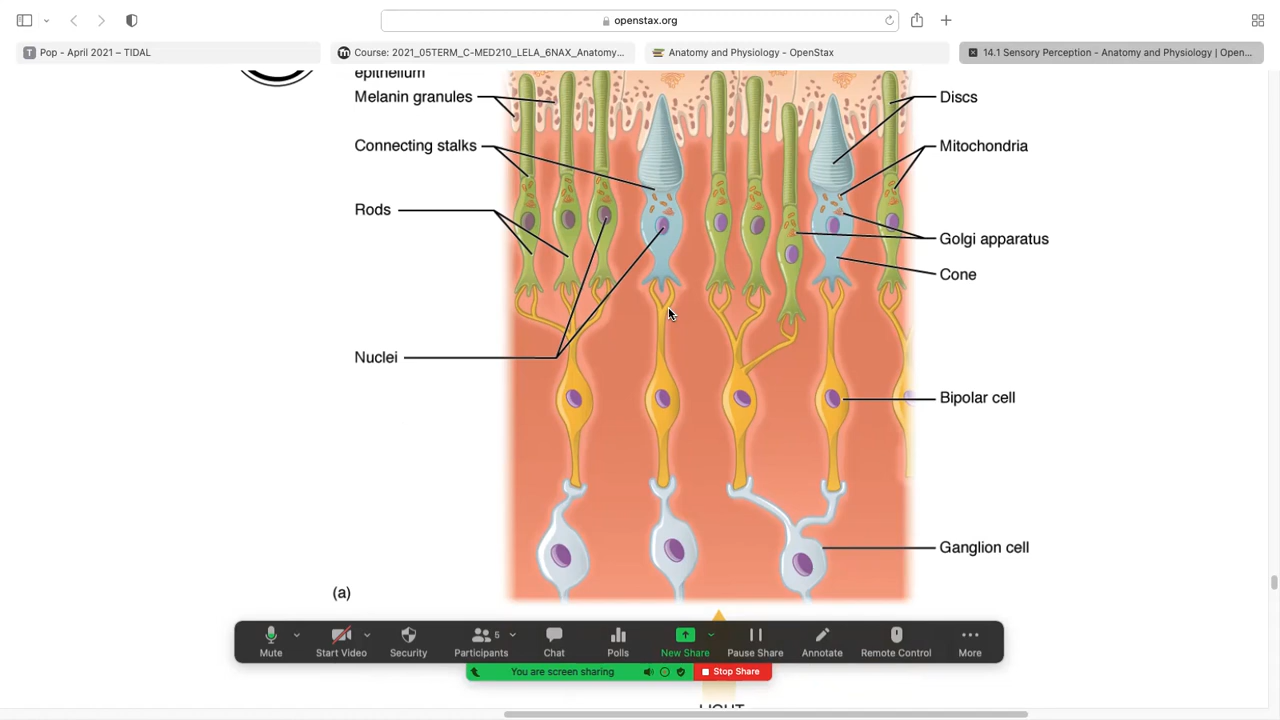 openstax.org
Pop - April 2021 – TIDAL
Course: 2021_05TERM_C-MED210_LELA_6NAX_Anatomy...
Anatomy and Physiology - OpenStax
14.1 Sensory Perception - Anatomy and Physiology | Open...
epithelium
Melanin granules
Discs
Connecting stalks
Mitochondria
Rods
Golgi apparatus
Cone
Nuclei
Bipolar cell
Ganglion cell
(a)
Mute
Start Video
Security
5
Participants
Chat
Polls
New Share
Pause Share
Annotate
Remote Control
More
You are screen sharing
Stop Share
LIGHT